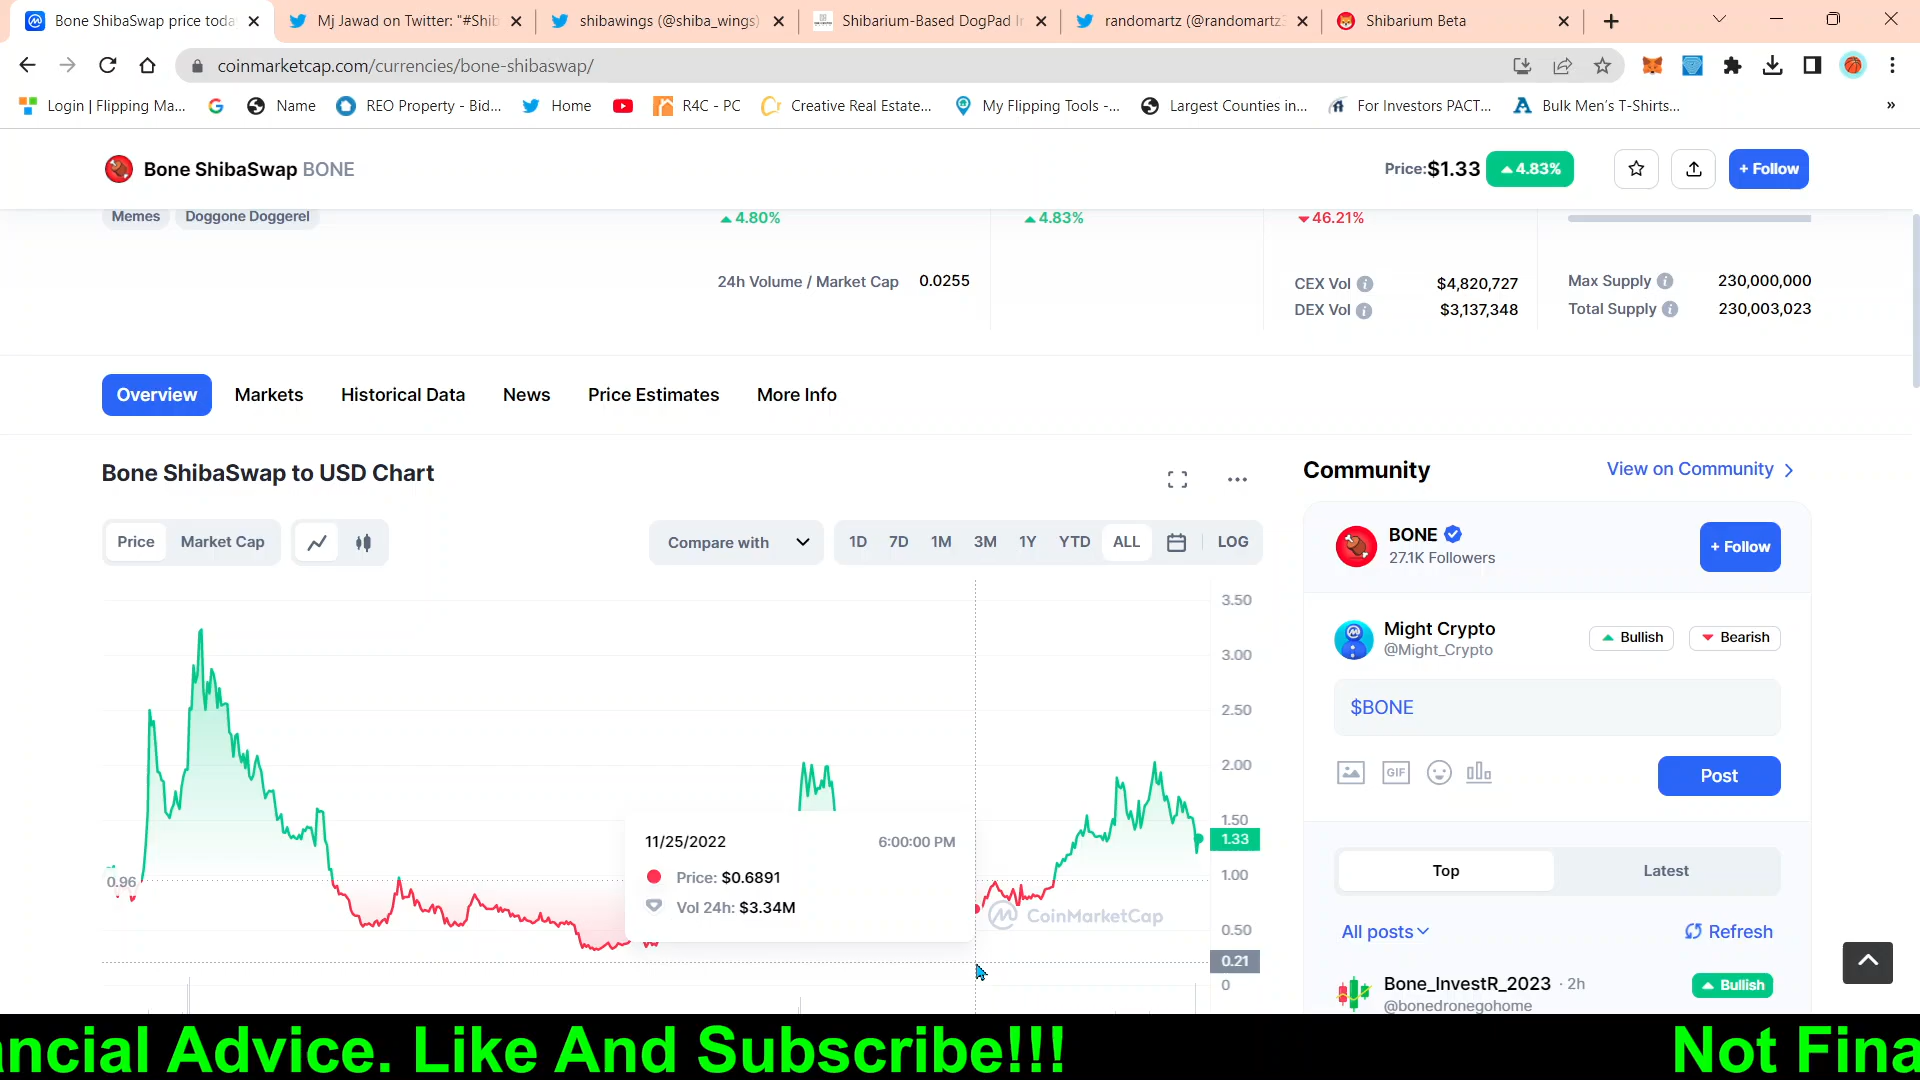 Bone ShibaSwap price toda
Mj Jawad on Twitter: "#Shib
shibawings (@shiba_wings)
Shibarium-Based DogPad I
randomartz (@randomartz
Shibarium Beta
coinmarketcap.com/currencies/bone-shibaswap/
Login | Flipping Ma...
Name
REO Property - Bid...
Home
R4C - PC
Creative Real Estate...
My Flipping Tools -...
Largest Counties in...
For Investors PACT...
Bulk Men's T-Shirts...
»
Bone ShibaSwap BONE
Price:$1.33
4.83%
+ Follow
Memes
Doggone Doggerel
4.80%
4.83%
46.21%
24h Volume / Market Cap 0.0255
CEX Vol $4,820,727
DEX Vol $3,137,348
Max Supply 230,000,000
Total Supply 230,003,023
Overview
Markets
Historical Data
News
Price Estimates
More Info
Bone ShibaSwap to USD Chart
Price
Market Cap
Compare with
1D
7D
1M
3M
1Y
YTD
ALL
LOG
3.50
3.00
2.50
2.00
1.50
1.33
1.00
0.50
0.21
0
0.96
11/25/2022 6:00:00 PM
Price: $0.6891
Vol 24h: $3.34M
CoinMarketCap
Community
View on Community
BONE
27.1K Followers
+ Follow
Might Crypto
@Might_Crypto
Bullish
Bearish
$BONE
GIF
Post
Top
Latest
All posts
Refresh
Bone_InvestR_2023 · 2h
@bonedronegohome
Bullish
ancial Advice. Like And Subscribe!!!
Not Fina